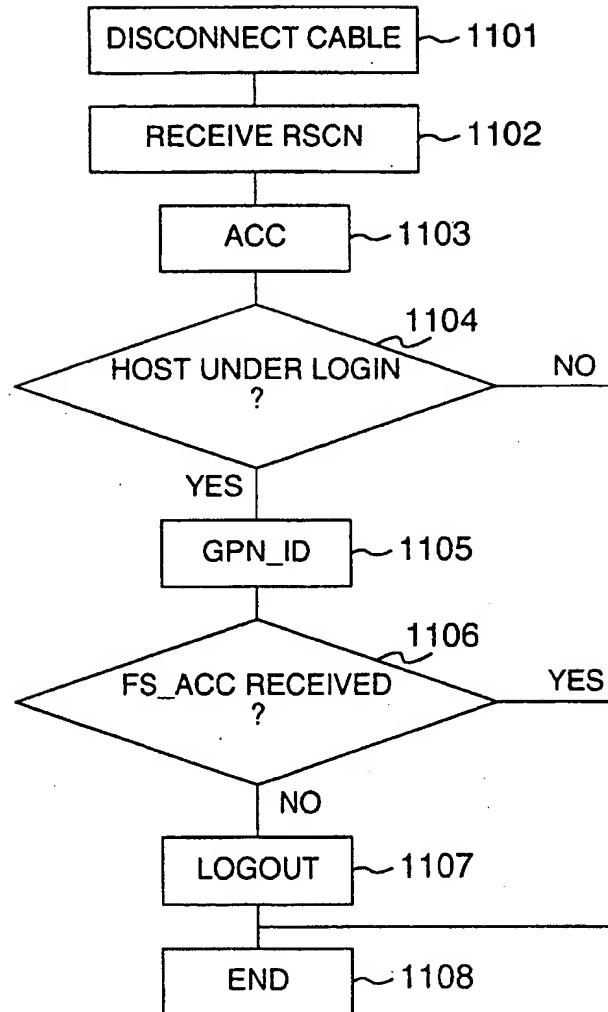 DISCONNECT CABLE 1101
RECEIVE RSCN 1102
ACC 1103
1104
HOST UNDER LOGIN
?
NO
YES
GPN_ID 1105
1106
FS_ACC RECEIVED
?
YES
NO
LOGOUT 1107
END 1108